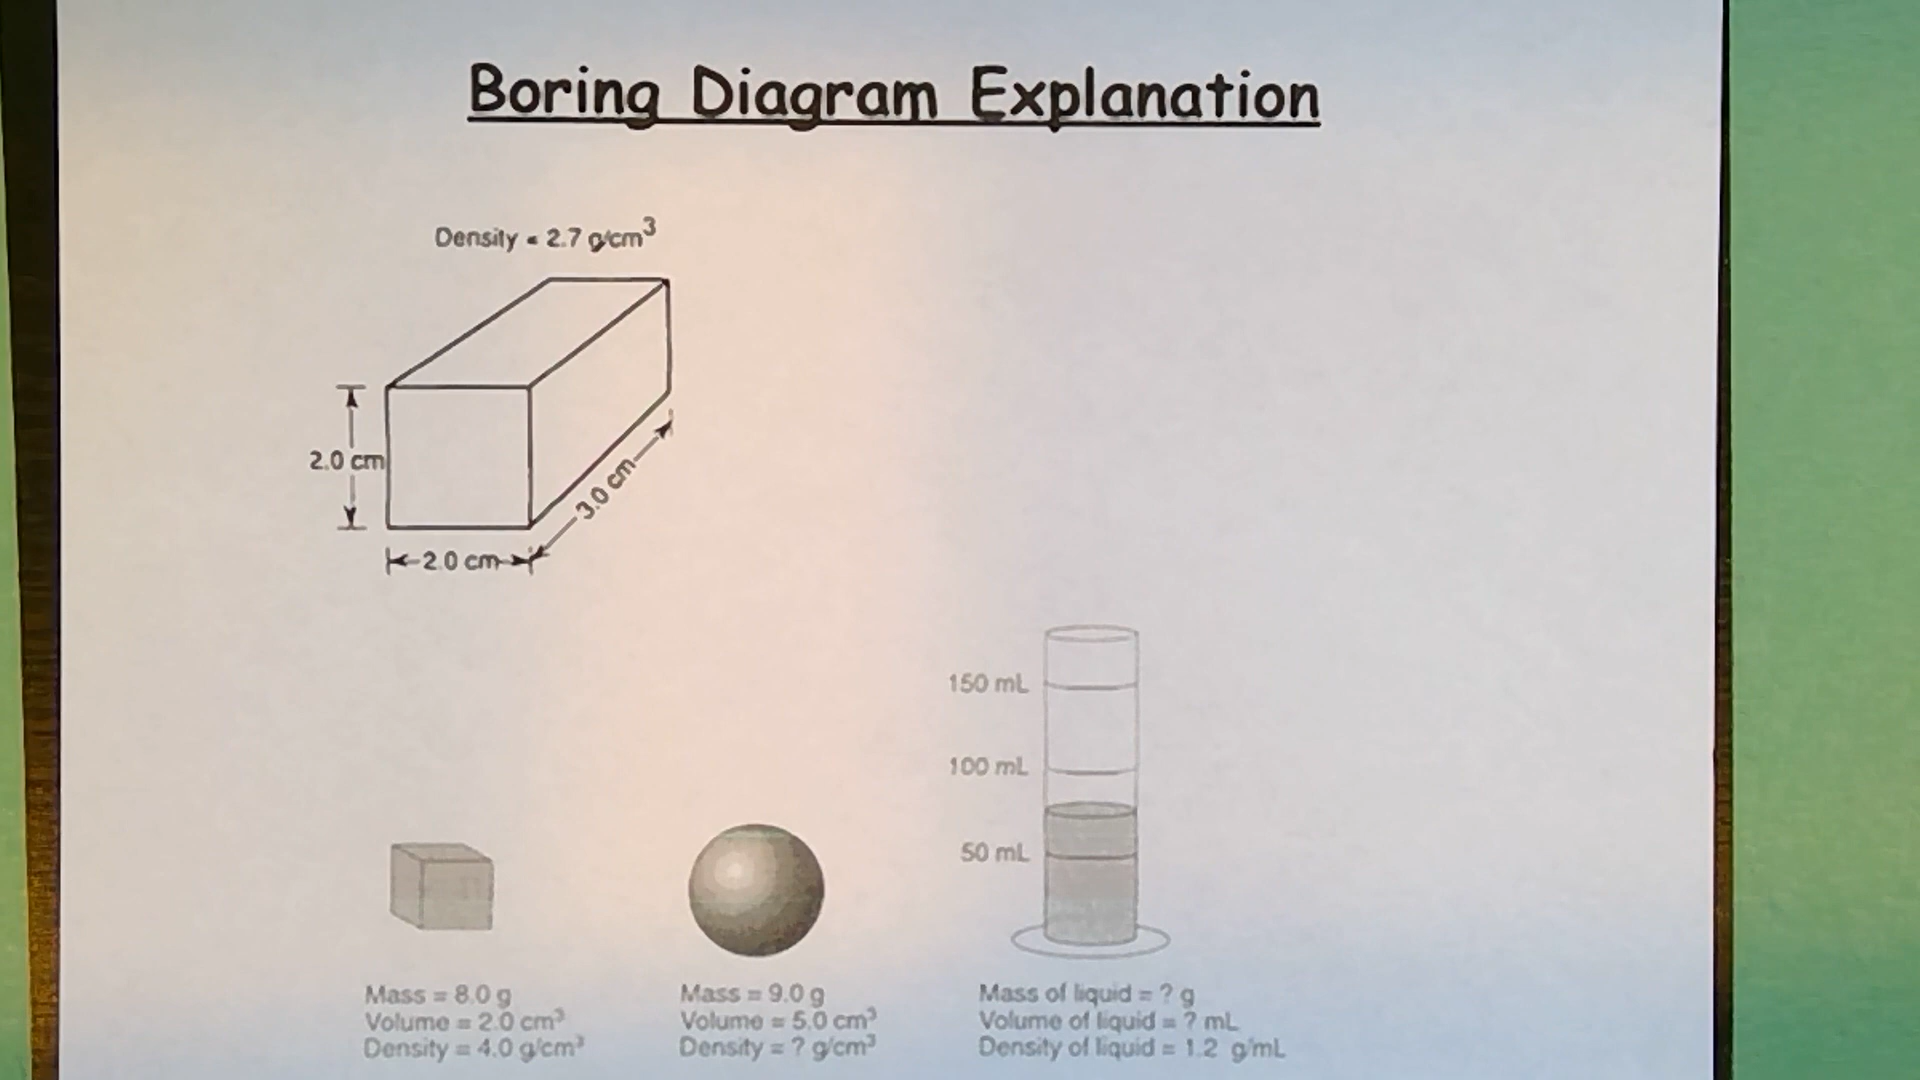 Boring Diagram Explanation
Density = 2.7 g/cm³
2.0 cm
3.0 cm
2.0 cm
150 mL
100 mL
50 mL
Mass = 8.0 g
Volume = 2.0 cm³
Density = 4.0 g/cm³
Mass = 9.0 g
Volume = 5.0 cm³
Density = ? g/cm³
Mass of liquid = ? g
Volume of liquid = ? mL
Density of liquid = 1.2 g/mL